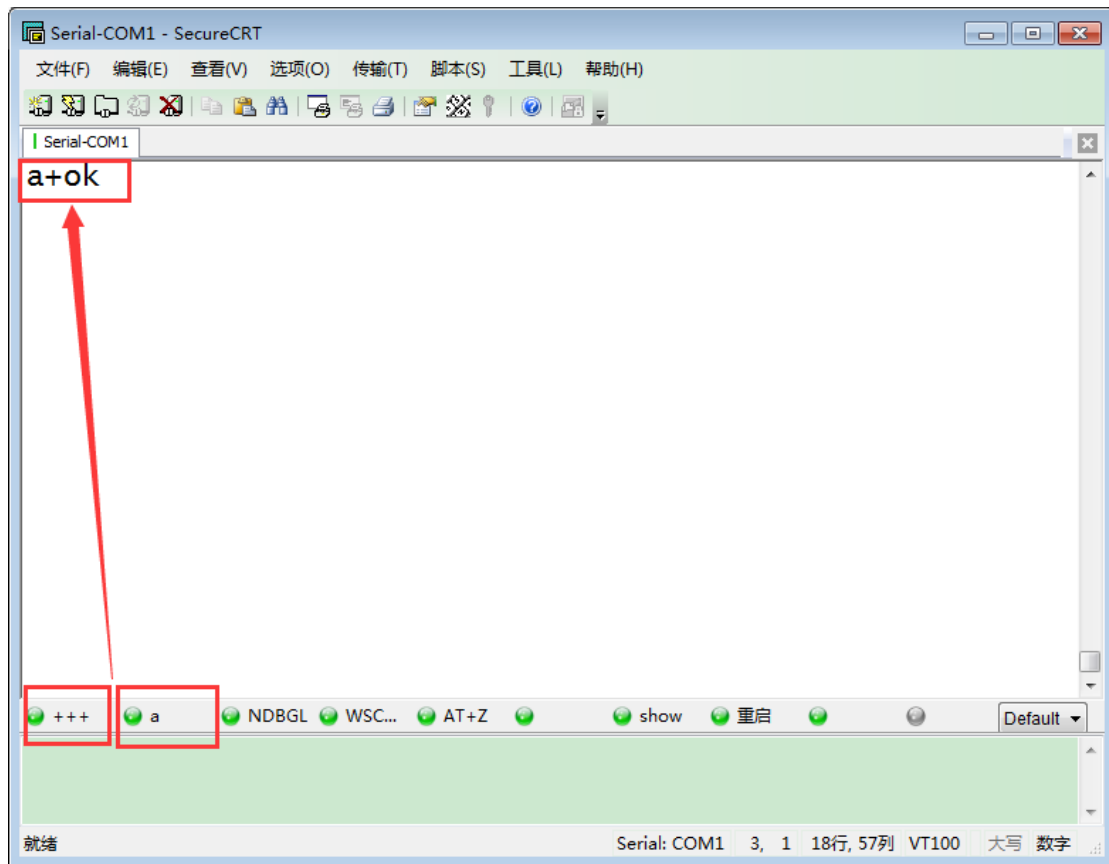 Serial-COM1 - SecureCRT
文件(F) 编辑(E) 查看(V) 选项(O) 传输(T) 脚本(S) 工具(L) 帮助(H)
Serial-COM1
a+ok
+++ a NDBGL WSC... AT+Z show 重启 Default
就绪 Serial: COM1 3, 1 18行, 57列 VT100 大写 数字